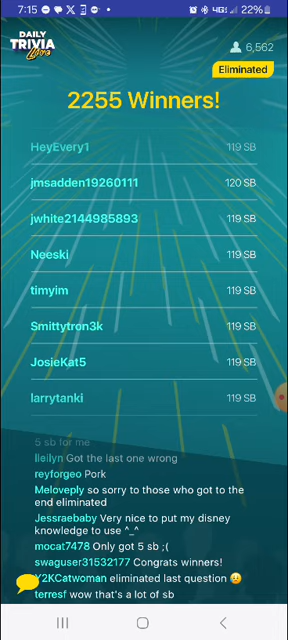 7:15
22%
DAILY
TRIVIA
Live
6,562
Eliminated
2255 Winners!
HeyEvery1 119 SB
jmsadden19260111 120 SB
jwhite2144985893 119 SB
Neeski 119 SB
timyim 119 SB
Smittytron3k 119 SB
JosieKat5 119 SB
larrytanki 119 SB
5 sb for me
lieilyn Got the last one wrong
reyforgeo Pork
Meloveply so sorry to those who got to the
end eliminated
Jessraebaby Very nice to put my disney
knowledge to use ^_^
mocat7478 Only got 5 sb ;(
swaguser31532177 Congrats winners!
Y2KCatwoman eliminated last question 🥲
terresf wow that's a lot of sb